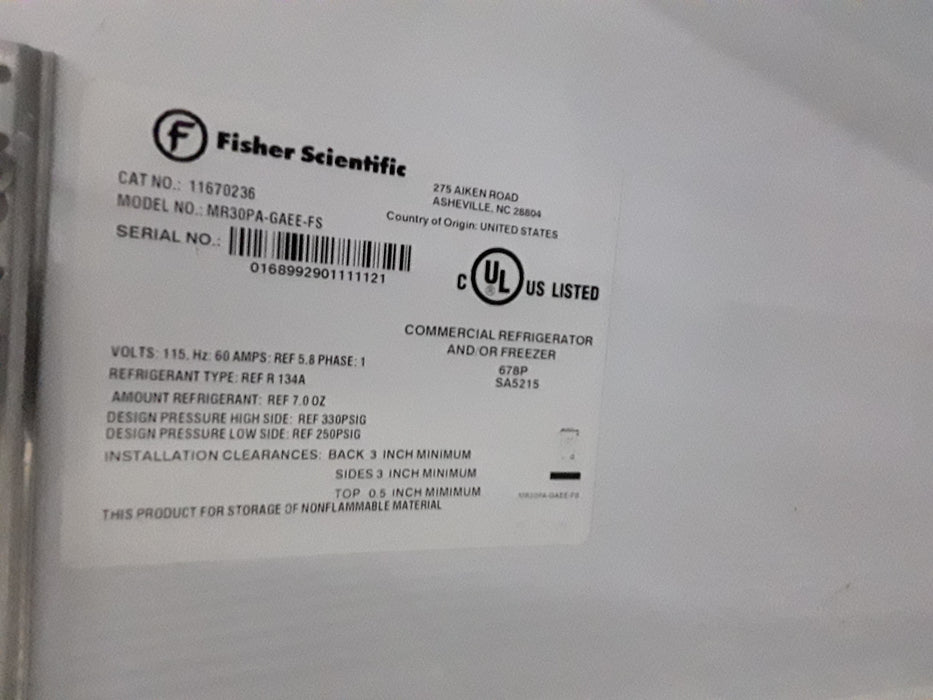 Fisher Scientific
CAT NO.: 11670236
MODEL NO.: MR30PA-GAEE-FS
SERIAL NO.:
0168992901111121
275 AIKEN ROAD
ASHEVILLE, NC 28804
Country of Origin: UNITED STATES
C UL US LISTED
COMMERCIAL REFRIGERATOR
AND/OR FREEZER
678P
SA5215
VOLTS: 115, Hz: 60 AMPS: REF 5.8 PHASE: 1
REFRIGERANT TYPE: REF R 134A
AMOUNT REFRIGERANT: REF 7.0 OZ
DESIGN PRESSURE HIGH SIDE: REF 330PSIG
DESIGN PRESSURE LOW SIDE: REF 250PSIG
INSTALLATION CLEARANCES: BACK 3 INCH MINIMUM
SIDES 3 INCH MINIMUM
TOP 0.5 INCH MIMIMUM
THIS PRODUCT FOR STORAGE OF NONFLAMMABLE MATERIAL
MR30PA-GAEE-FS